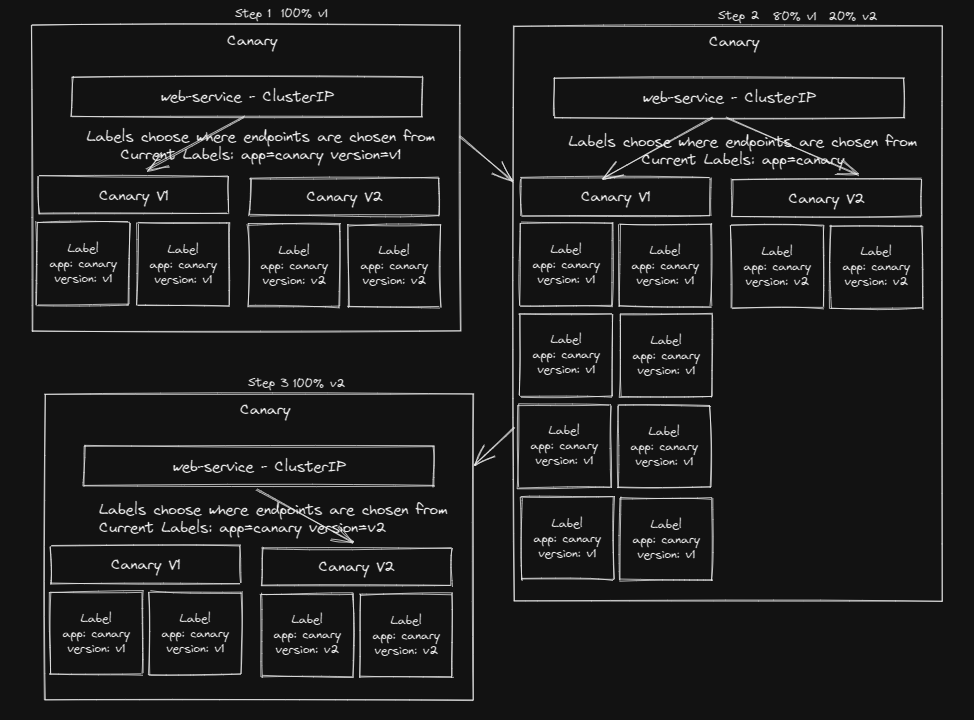 Step 1 100% v1
Canary
web-service - ClusterIP
Labels choose where endpoints are chosen from
Current Labels: app=canary version=v1
Canary V1
Canary V2
Label
app: canary
version: v1
Label
app: canary
version: v1
Label
app: canary
version: v2
Label
app: canary
version: v2
Step 2 80% v1 20% v2
Canary
web-service - ClusterIP
Labels choose where endpoints are chosen from
Current Labels: app=canary
Canary V1
Canary V2
Label
app: canary
version: v1
Label
app: canary
version: v1
Label
app: canary
version: v2
Label
app: canary
version: v2
Label
app: canary
version: v1
Label
app: canary
version: v1
Label
app: canary
version: v1
Label
app: canary
version: v1
Label
app: canary
version: v1
Label
app: canary
version: v1
Step 3 100% v2
Canary
web-service - ClusterIP
Labels choose where endpoints are chosen from
Current Labels: app=canary version=v2
Canary V1
Canary V2
Label
app: canary
version: v1
Label
app: canary
version: v1
Label
app: canary
version: v2
Label
app: canary
version: v2